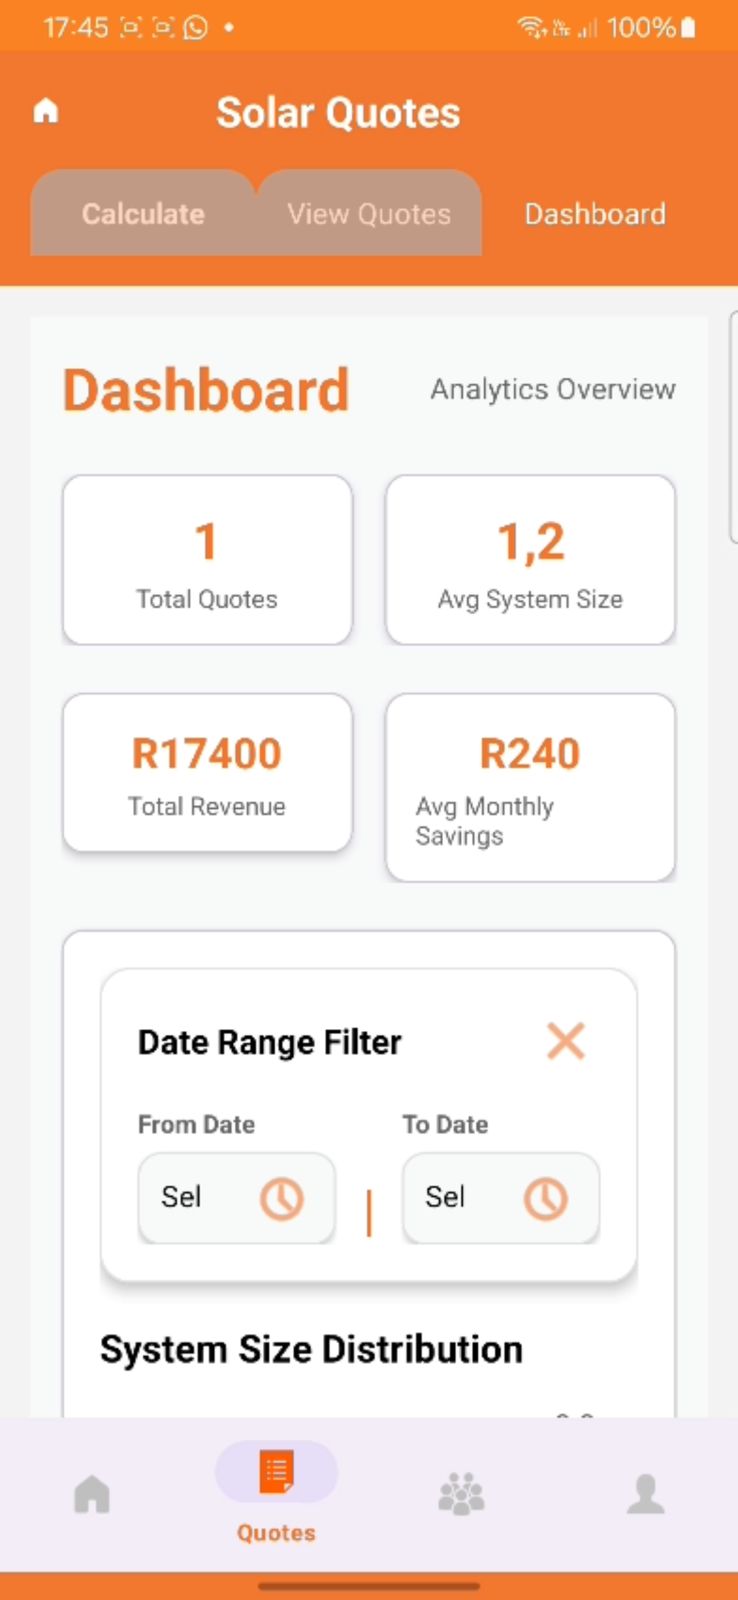 17:45
100%
Solar Quotes
Calculate View Quotes Dashboard
Dashboard Analytics Overview
1
Total Quotes
1,2
Avg System Size
R17400
Total Revenue
R240
Avg Monthly
Savings
Date Range Filter
From Date
To Date
Sel
Sel
System Size Distribution
Quotes